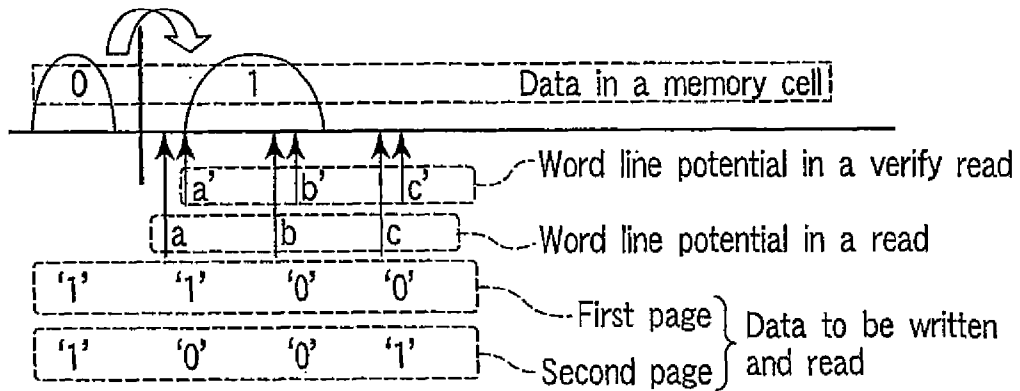 0 1 Data in a memory cell
a’ b’ c’ Word line potential in a verify read
a b c Word line potential in a read
‘1’ ‘1’ ‘0’ ‘0’ First page
‘1’ ‘0’ ‘0’ ‘1’ Second page
Data to be written
and read